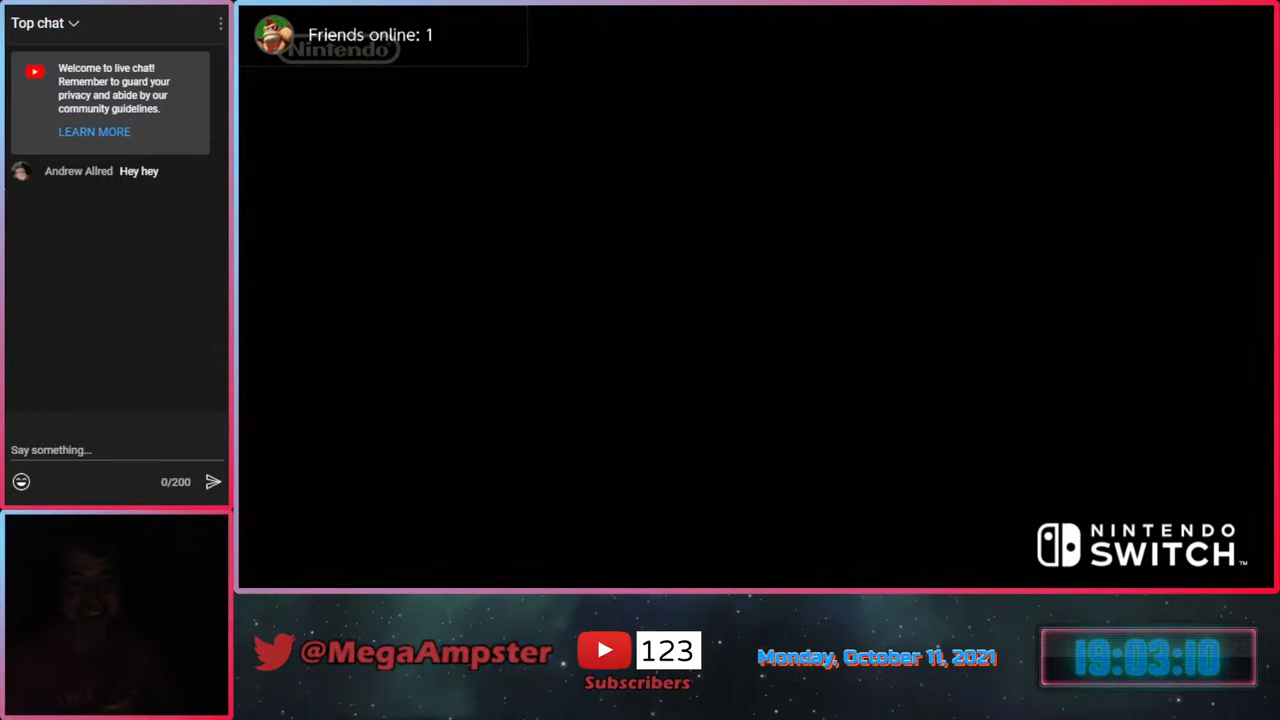 Top chat
Welcome to live chat!
Remember to guard your
privacy and abide by our
community guidelines.
LEARN MORE
Andrew Allred Hey hey
Say something...
0/200
Friends online: 1
Nintendo
NINTENDO
SWITCH™
@MegaAmpster
123
Subscribers
Monday, October 11, 2021
19:03:10